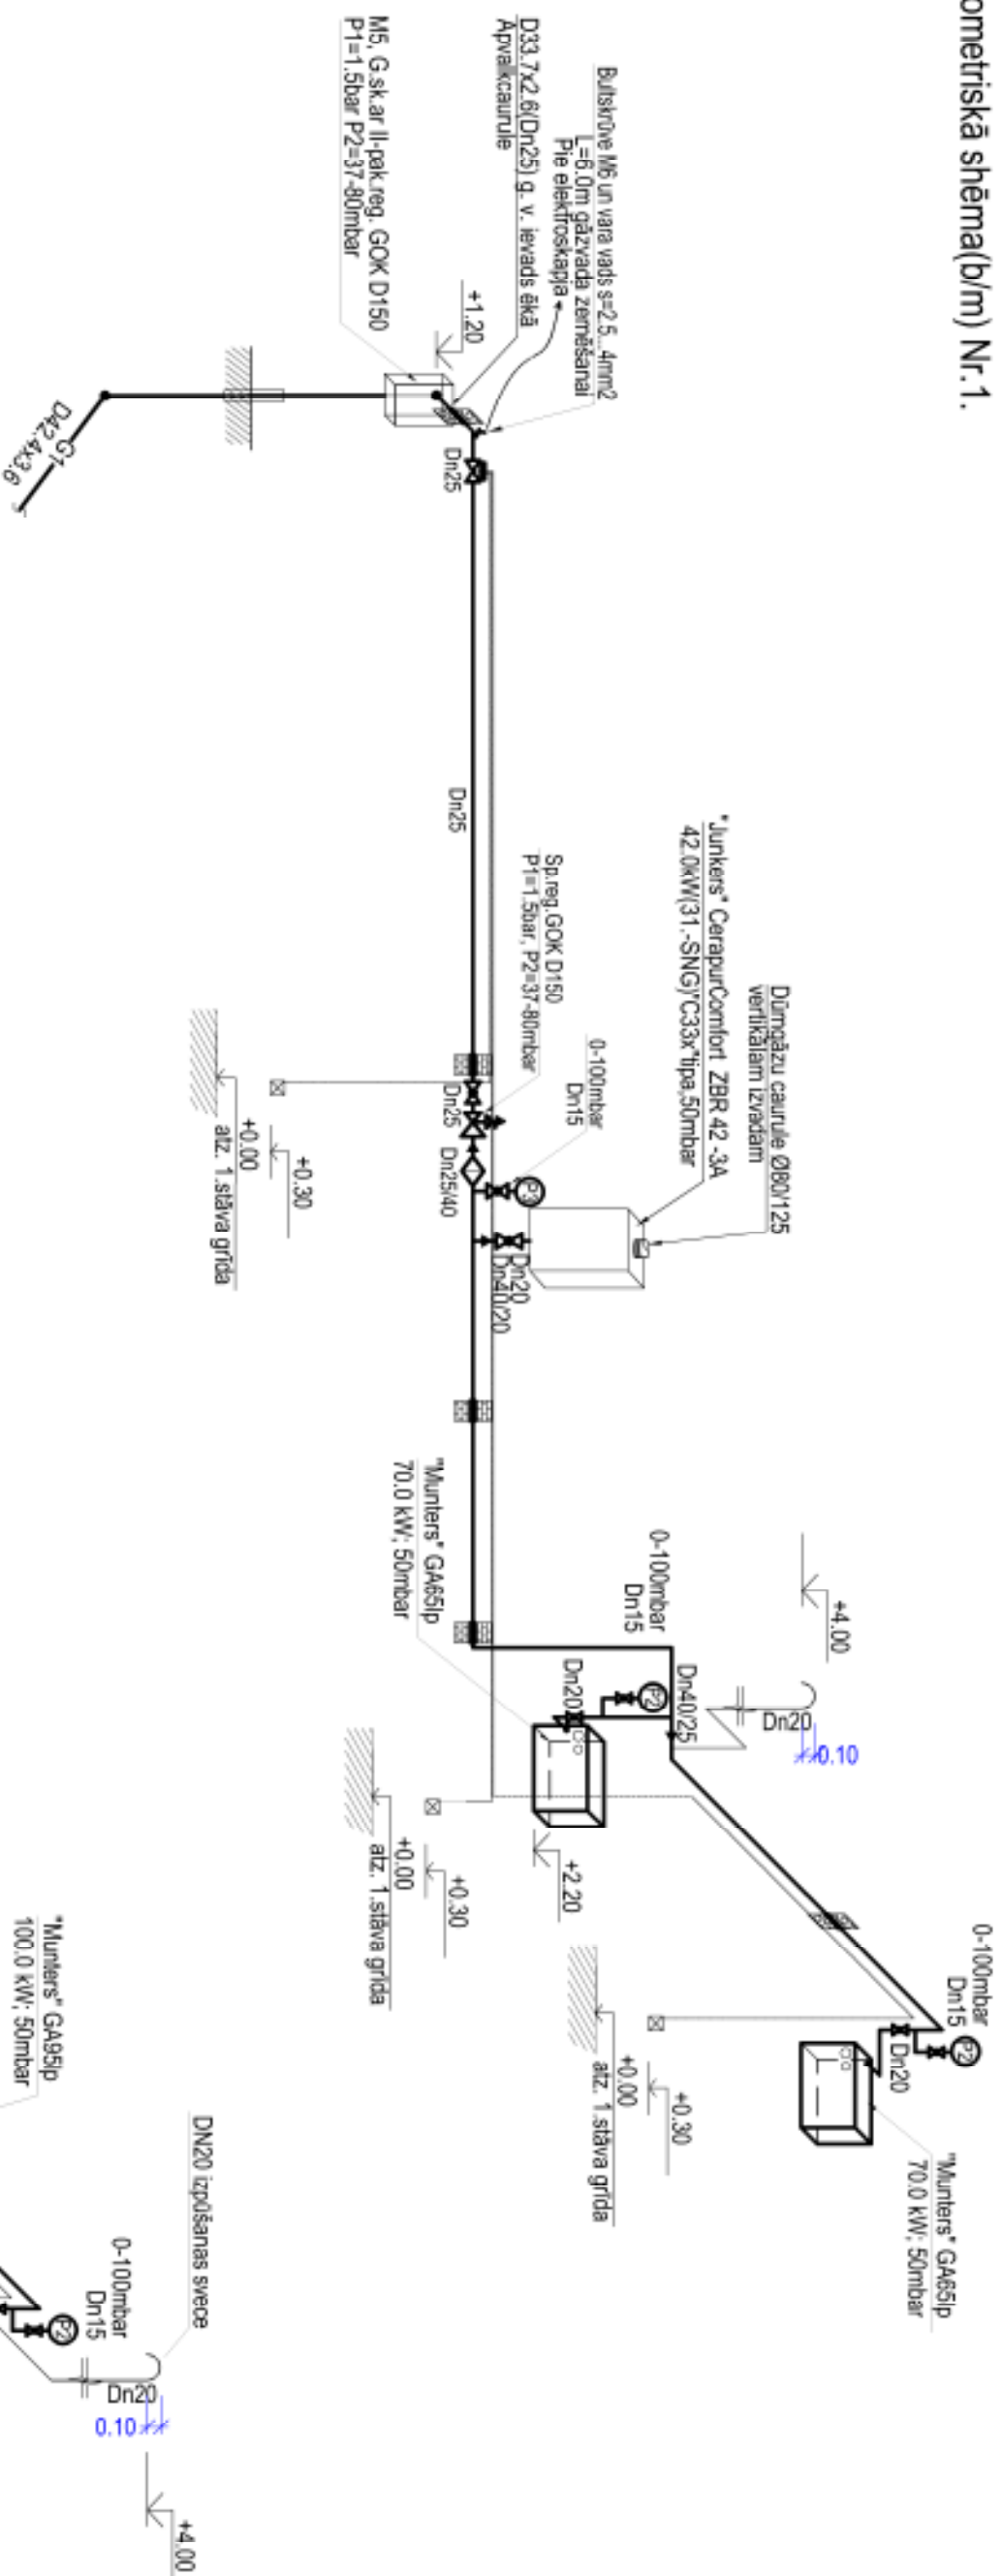 ometriskā shēma(b/m) Nr.1.
Bultskrūve M6 un vara vads s=2.5...4mm2
L=6.0m gāzvada zemēšanai
Pie elektroskapja
D33.7x2.6(Dn25) g. v. ievads ēkā
Apvalkcaurule
M5, G.sk.ar II-pak.reg. GOK D150
P1=1.5bar P2=37-80mbar
+1.20
G1
D42.4x3.6
Dn25
Dn25
Dūmgāzu caurule Ø80/125
vertikālam izvadam
"Junkers" CerapurComfort ZBR 42 -3A
42.0kW(31.-SNG)"C33x"tipa,50mbar
0-100mbar
Dn15
Sp.reg.GOK D150
P1=1.5bar, P2=37-80mbar
Dn25
Dn25/40
Dn20
Dn40/20
+0.30
+0.00
atz. 1.stāva grīda
+4.00
Dn20
0.10
0-100mbar
Dn15
Dn40/25
P2
Dn20
"Munters" GA65lp
70.0 kW; 50mbar
+2.20
+0.30
+0.00
atz. 1.stāva grīda
0-100mbar
Dn15
P2
Dn20
"Munters" GA65lp
70.0 kW; 50mbar
+0.30
+0.00
atz. 1.stāva grīda
DN20 izpūšanas svece
0-100mbar
Dn15
P2
Dn20
0.10
+4.00
"Munters" GA95lp
100.0 kW; 50mbar